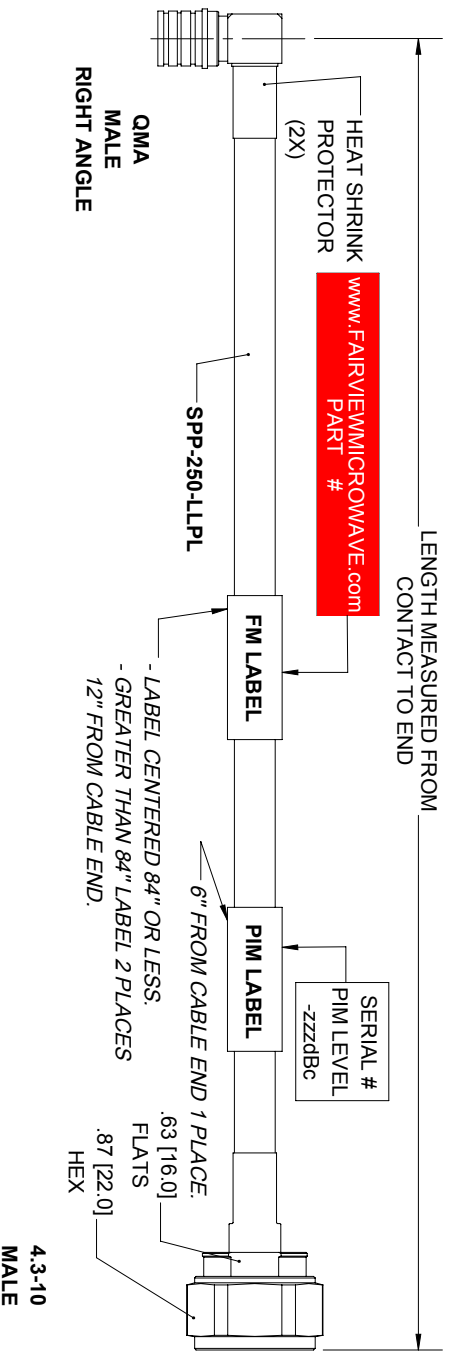 LENGTH MEASURED FROM
CONTACT TO END
HEAT SHRINK
PROTECTOR
(2X)
www.FAIRVIEWMICROWAVE.com
PART #
SERIAL #
PIM LEVEL
-zzzdBc
FM LABEL
PIM LABEL
SPP-250-LLPL
QMA
MALE
RIGHT ANGLE
- LABEL CENTERED 84" OR LESS.
- GREATER THAN 84" LABEL 2 PLACES
12" FROM CABLE END.
6" FROM CABLE END 1 PLACE.
.63 [16.0]
FLATS
.87 [22.0]
HEX
4.3-10
MALE